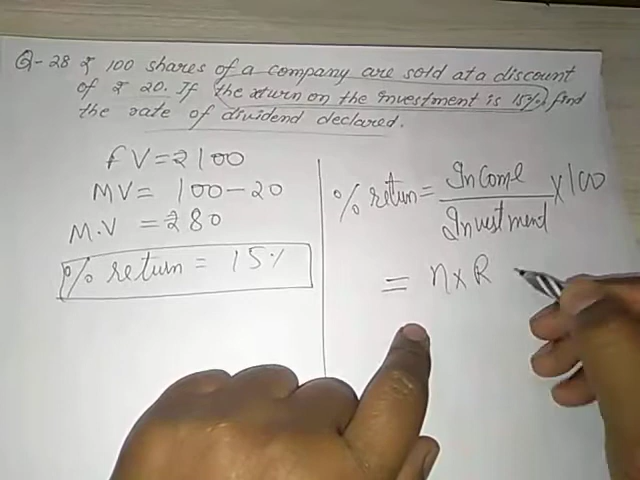 Q-28 ₹ 100 shares of a company are sold at a discount
of ₹ 20. If the return on the investment is 15%, find
the rate of dividend declared.
FV = ₹100
MV = 100-20
M.V = ₹80
% return = 15%
% return = Income / Investment × 100
= n × R